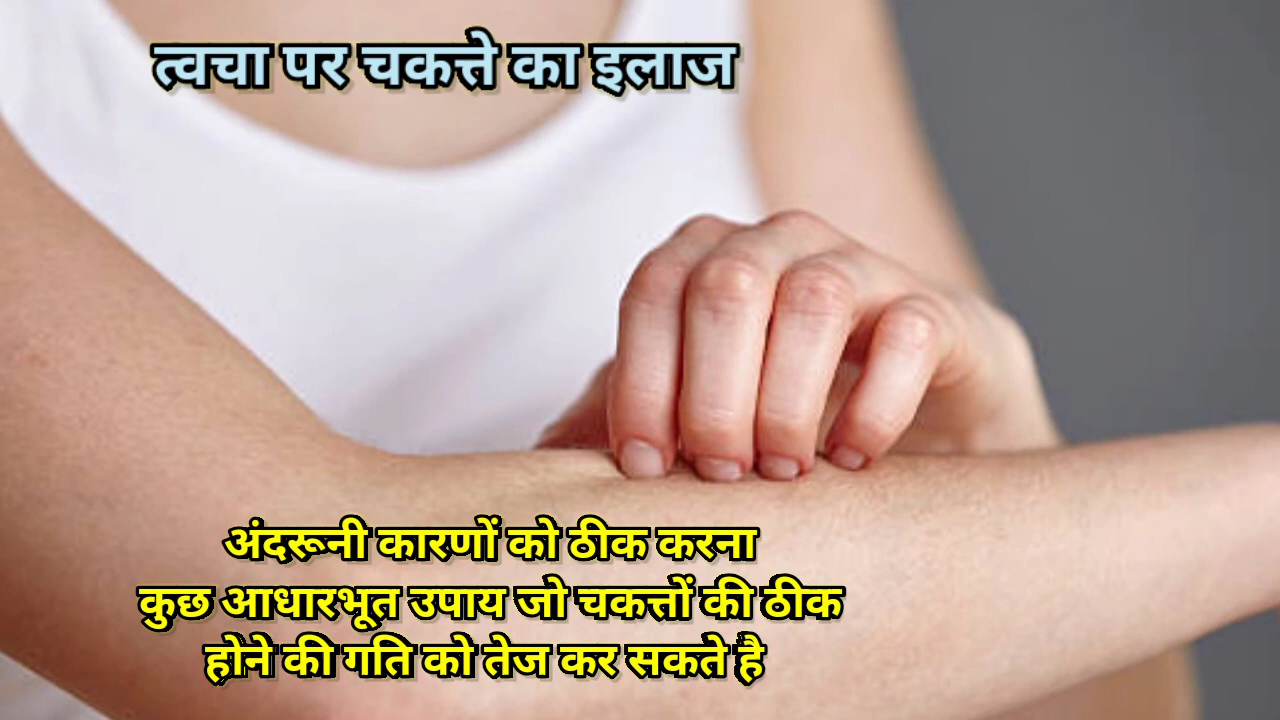 त्वचा पर चकत्ते का इलाज
अंदरूनी कारणों को ठीक करना
कुछ आधारभूत उपाय जो चकत्तों की ठीक
होने की गति को तेज कर सकते है